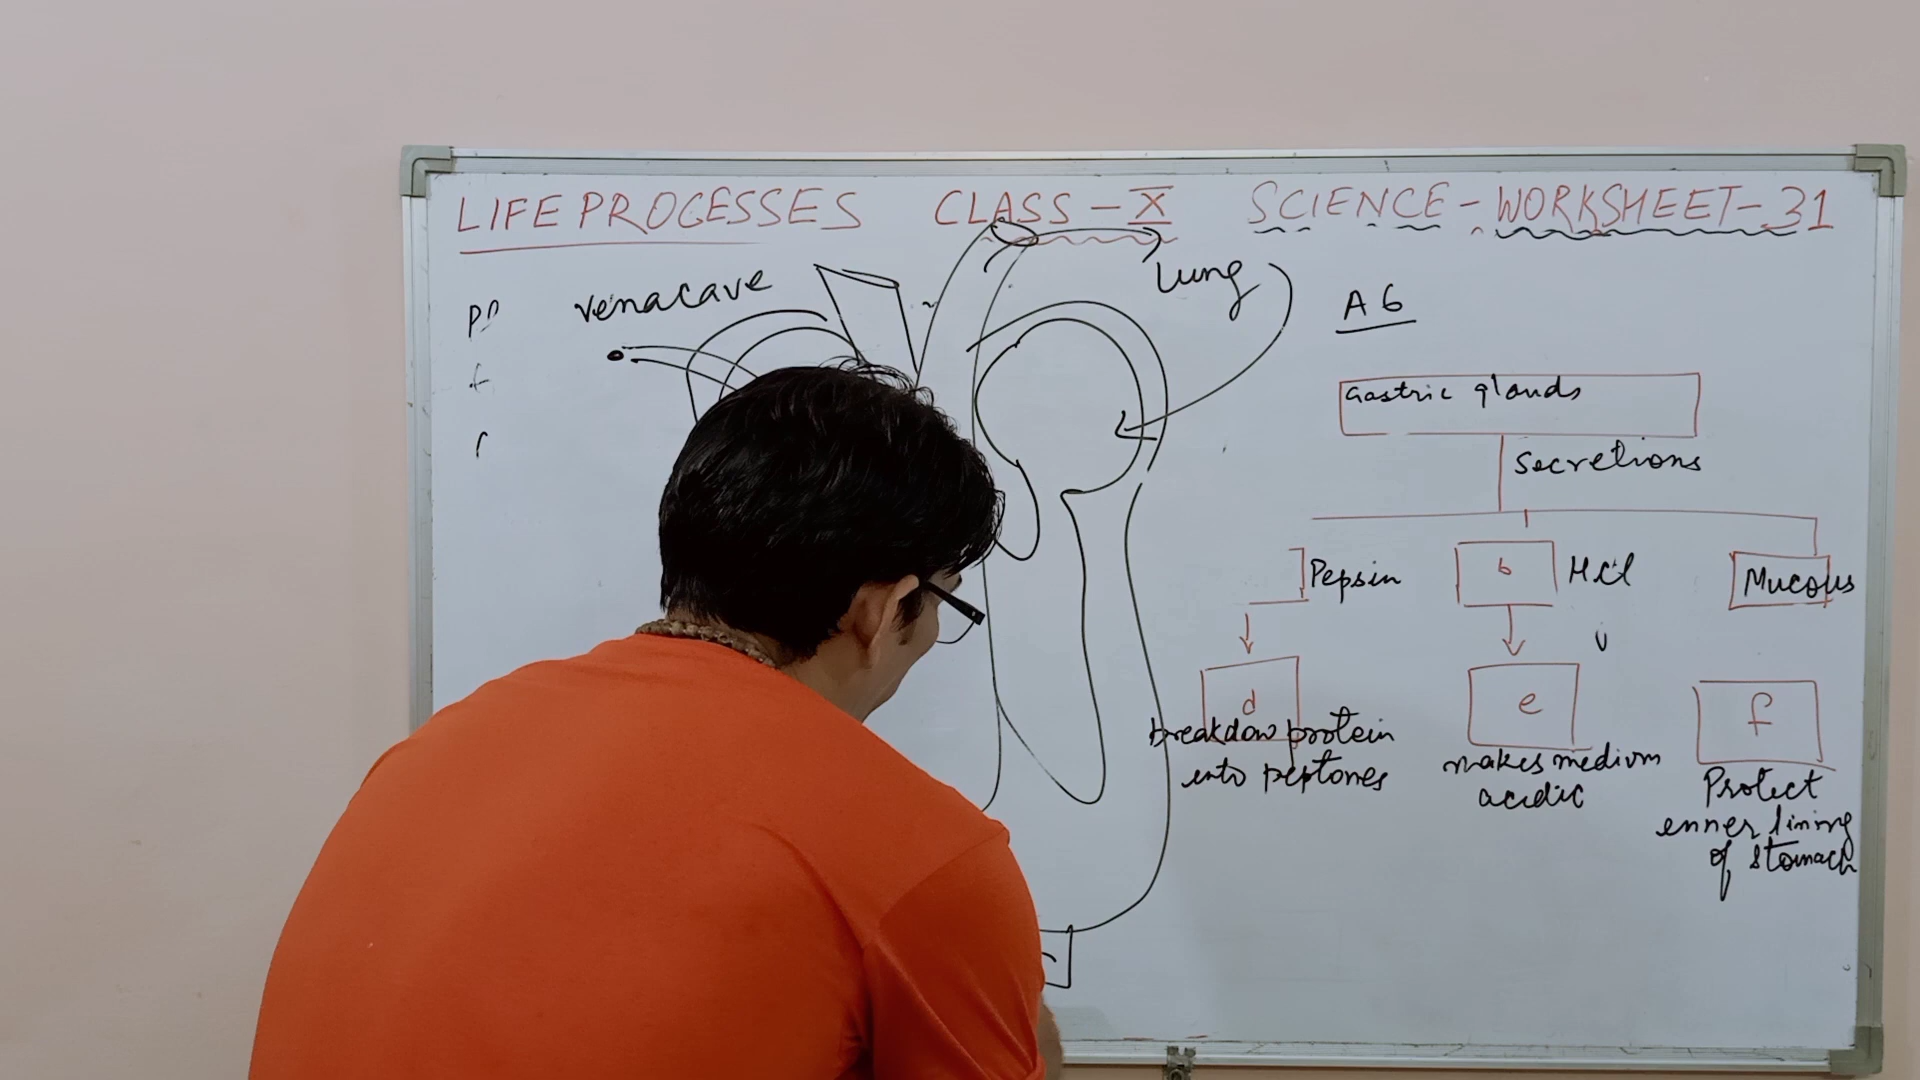 LIFE PROCESSES CLASS - X SCIENCE - WORKSHEET - 31
venacave
lung
A 6
Gastric glands
Secretions
Pepsin
b
HCl
Mucous
d
e
f
breakdow protein
into peptones
makes medium
acidic
Protect
enner lining
of stomach